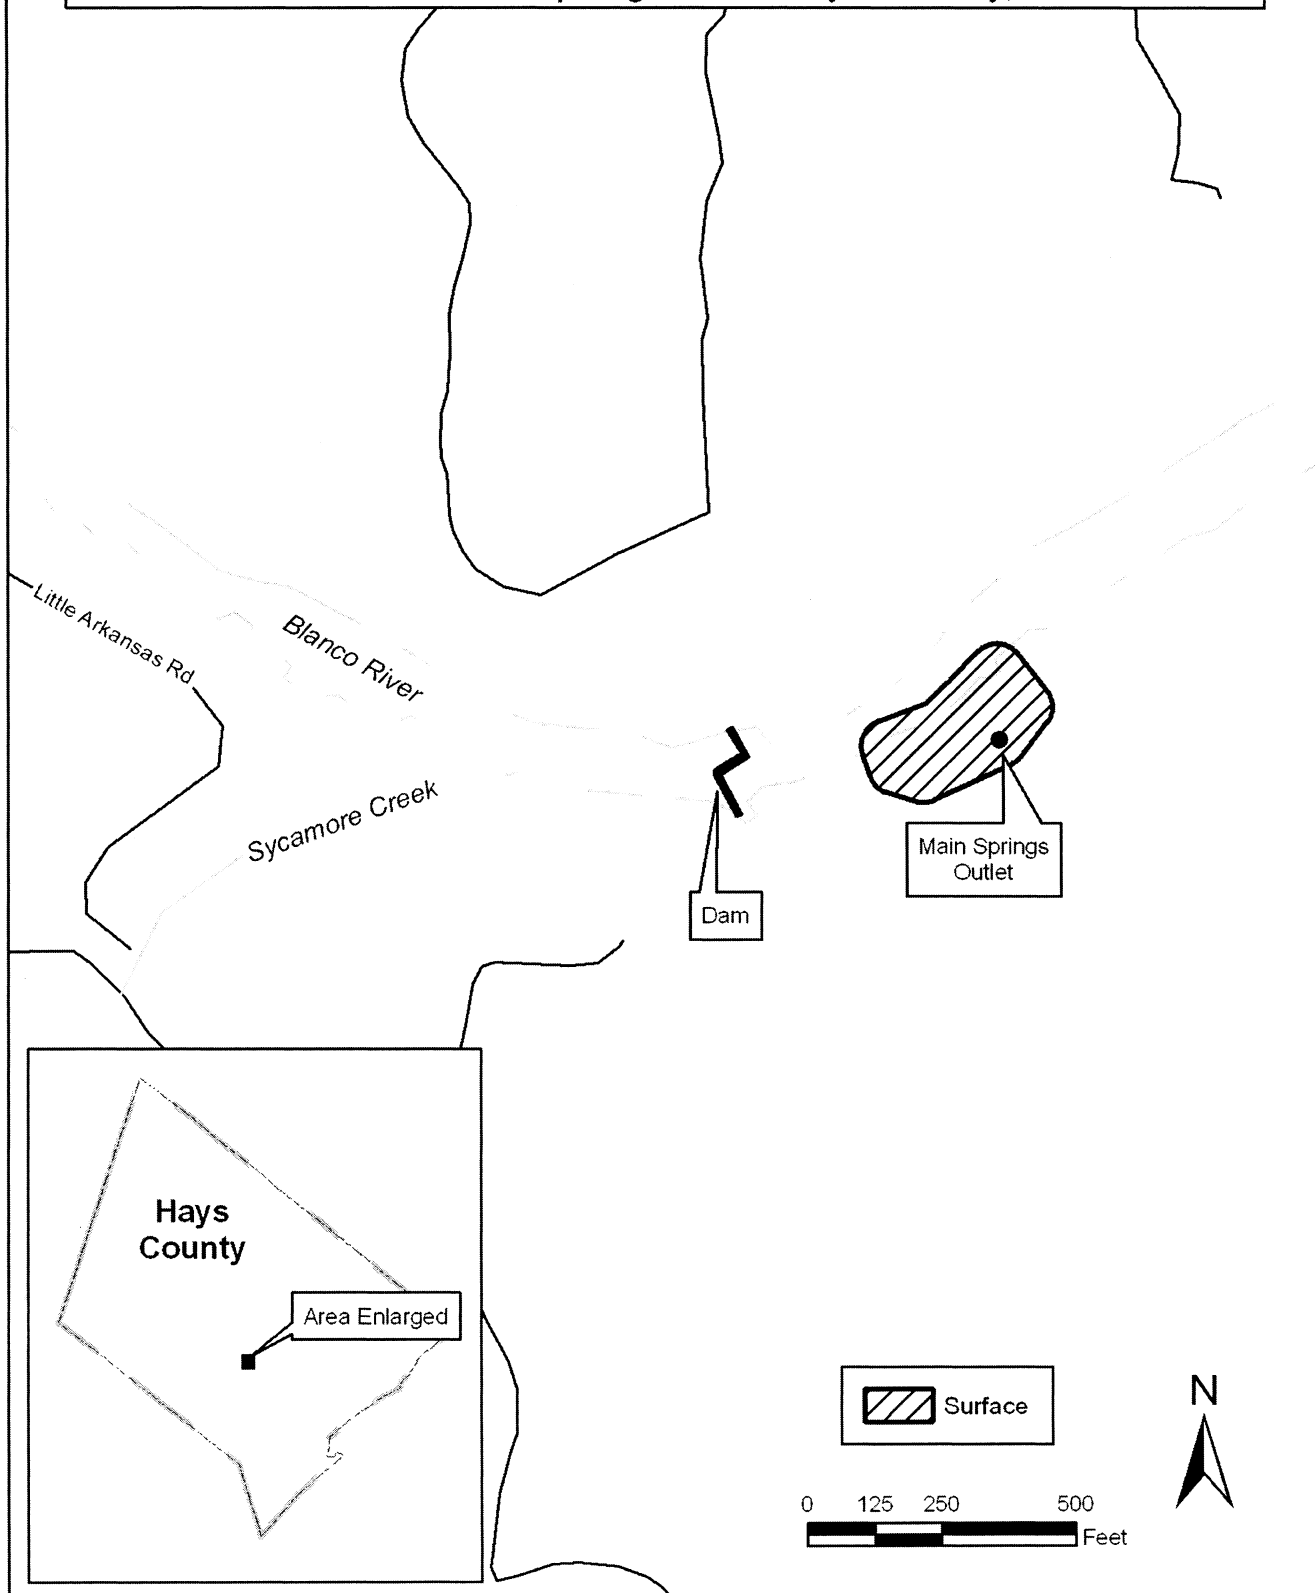 Little Arkansas Rd
Blanco River
Sycamore Creek
Main Springs
Outlet
Dam
Hays
County
Area Enlarged
Surface
N
0 125 250 500
Feet